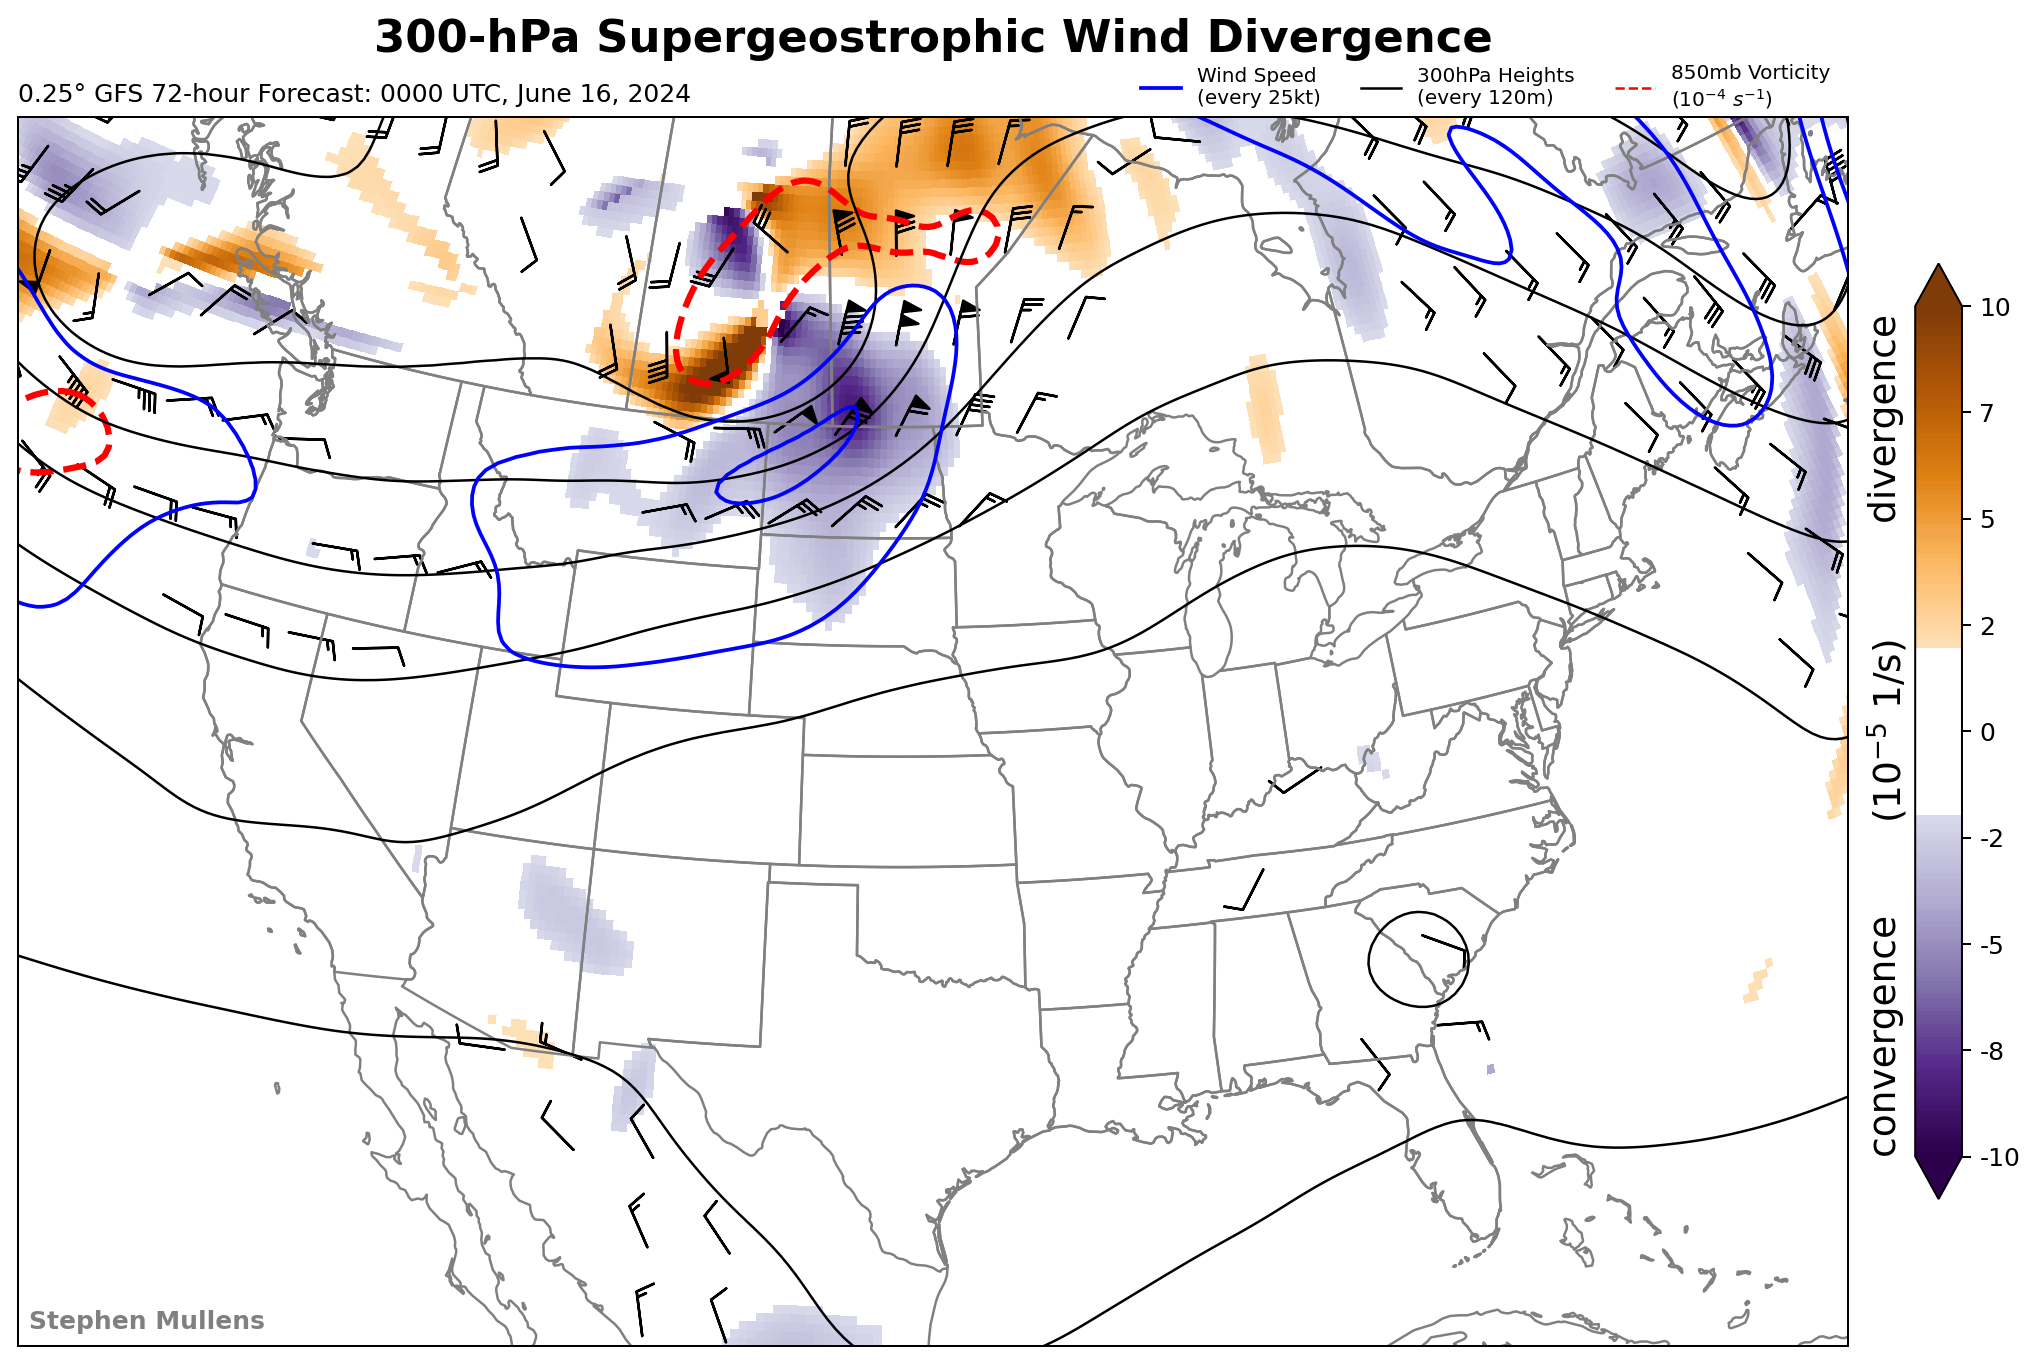 300-hPa Supergeostrophic Wind Divergence
0.25° GFS 72-hour Forecast: 0000 UTC, June 16, 2024
Wind Speed
(every 25kt)
300hPa Heights
(every 120m)
850mb Vorticity
(10⁻⁴ s⁻¹)
10
7
5
2
0
-2
-5
-8
-10
convergence (10⁻⁵ 1/s) divergence
Stephen Mullens